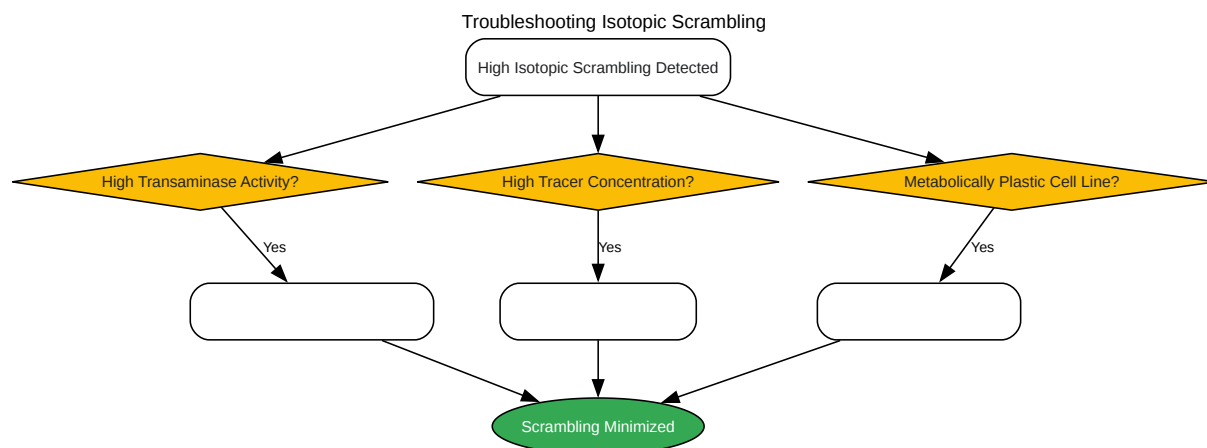 Troubleshooting Isotopic Scrambling
High Isotopic Scrambling Detected
High Transaminase Activity?
High Tracer Concentration?
Metabolically Plastic Cell Line?
Yes
Yes
Yes
Scrambling Minimized